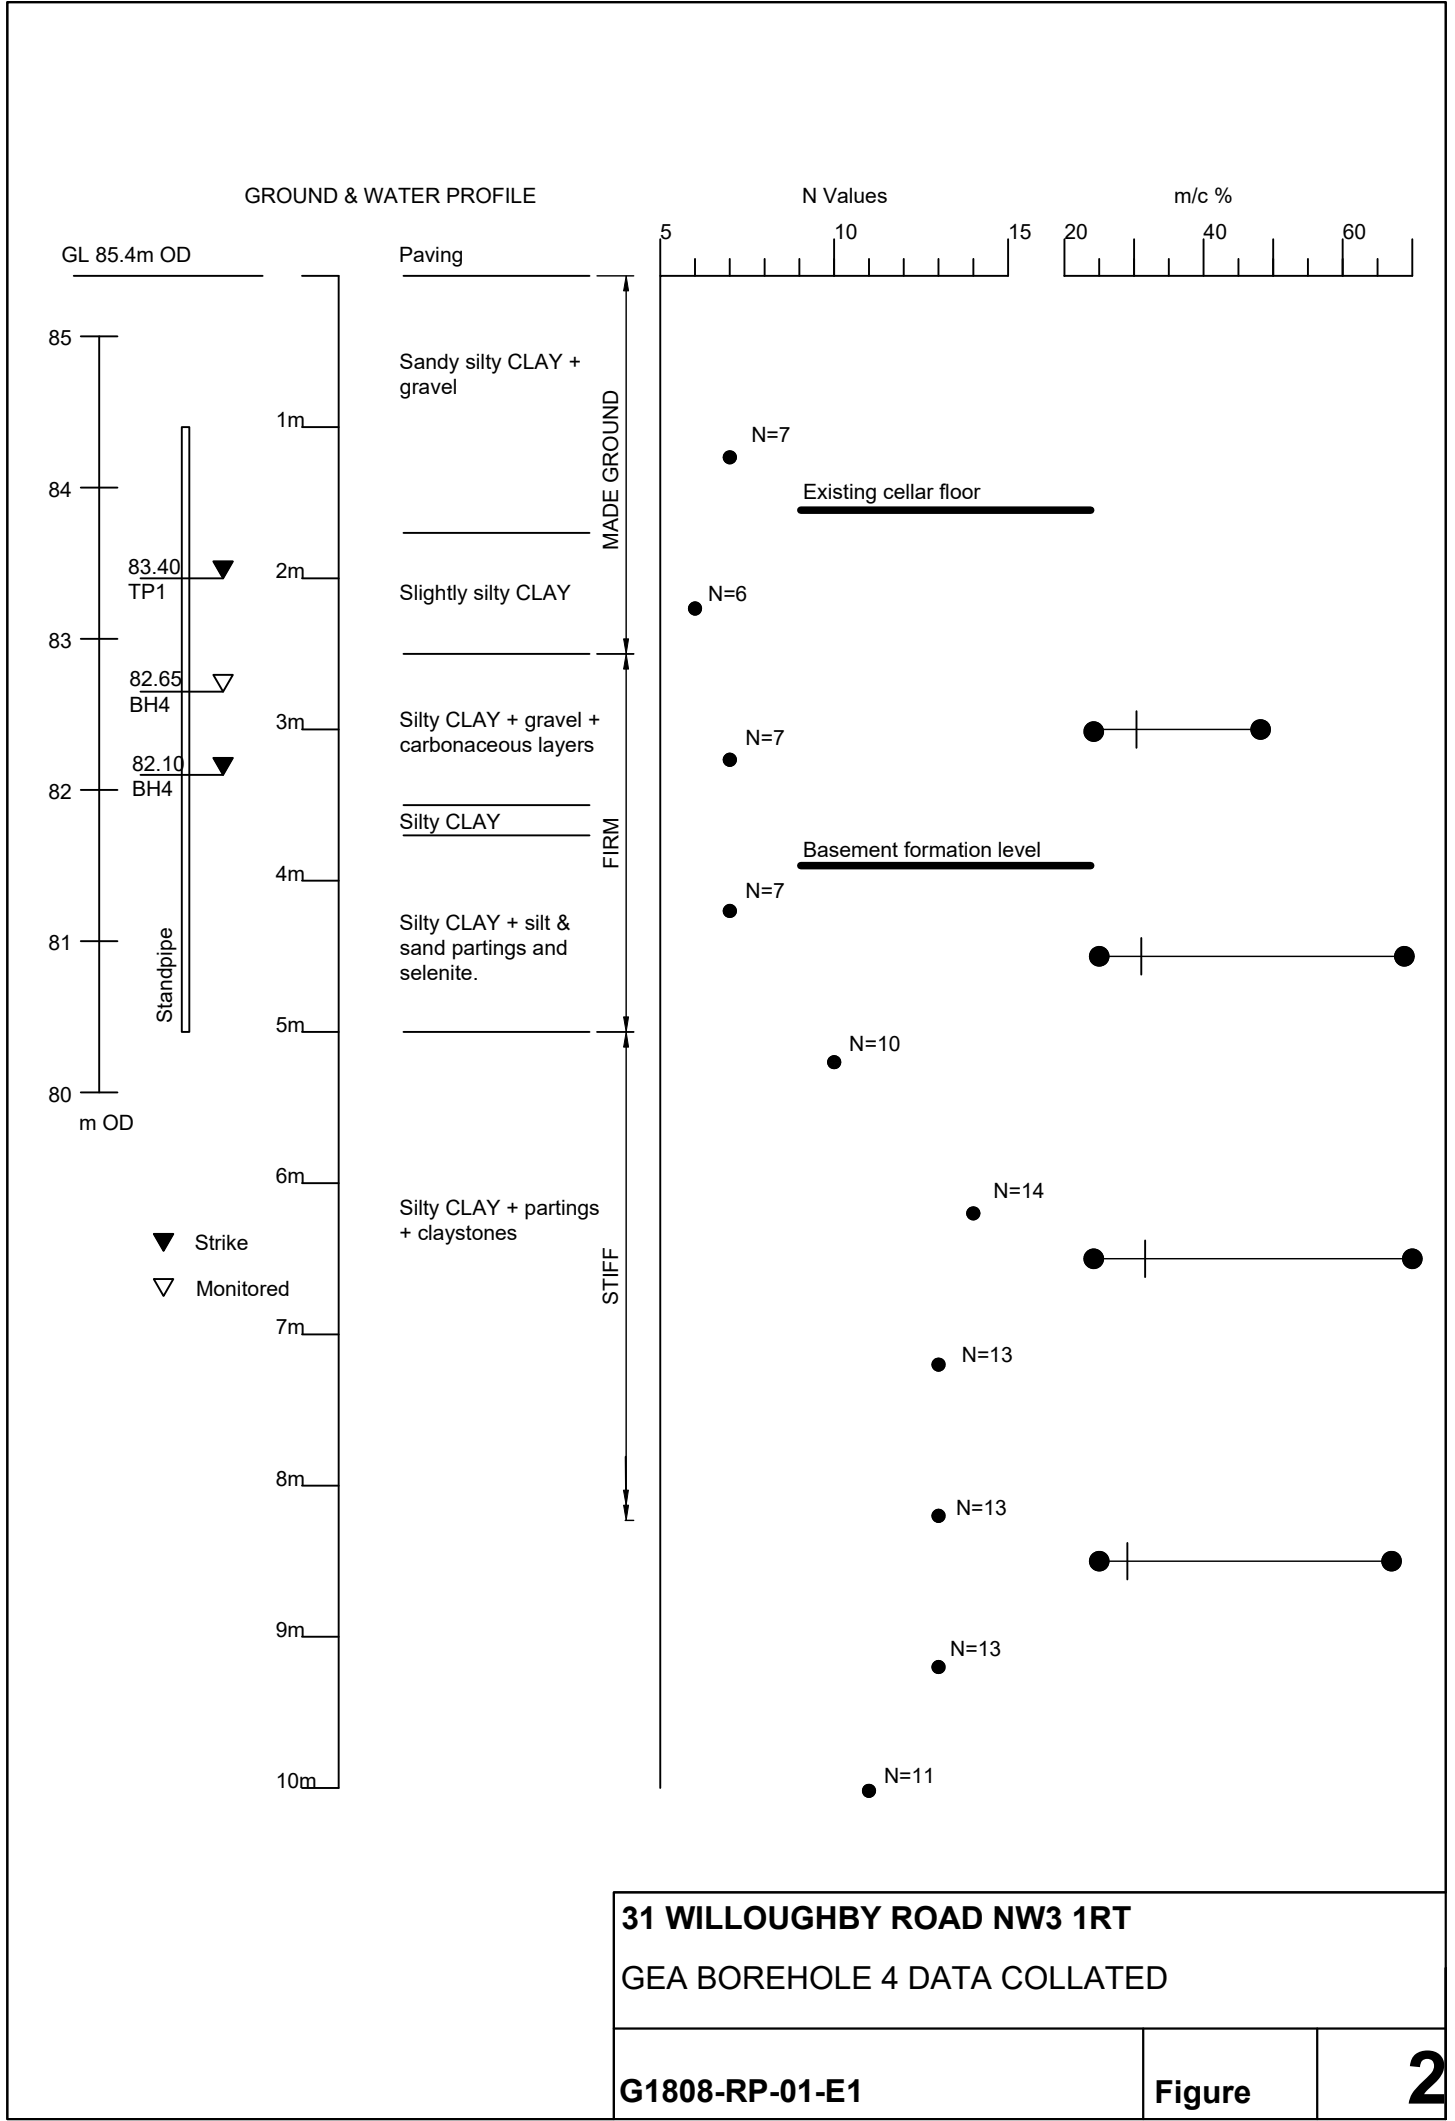 GROUND & WATER PROFILE
N Values
m/c %
5
10
15
20
40
60
GL 85.4m OD
Paving
85
Sandy silty CLAY +
gravel
1m
MADE GROUND
N=7
84
Existing cellar floor
83.40
TP1
2m
Slightly silty CLAY
N=6
83
82.65
BH4
3m
Silty CLAY + gravel +
carbonaceous layers
N=7
82.10
BH4
82
Silty CLAY
FIRM
Basement formation level
4m
N=7
Silty CLAY + silt &
sand partings and
selenite.
81
Standpipe
5m
N=10
80
m OD
6m
N=14
Silty CLAY + partings
+ claystones
Strike
STIFF
Monitored
7m
N=13
8m
N=13
9m
N=13
10m
N=11
31 WILLOUGHBY ROAD NW3 1RT
GEA BOREHOLE 4 DATA COLLATED
G1808-RP-01-E1
Figure
2